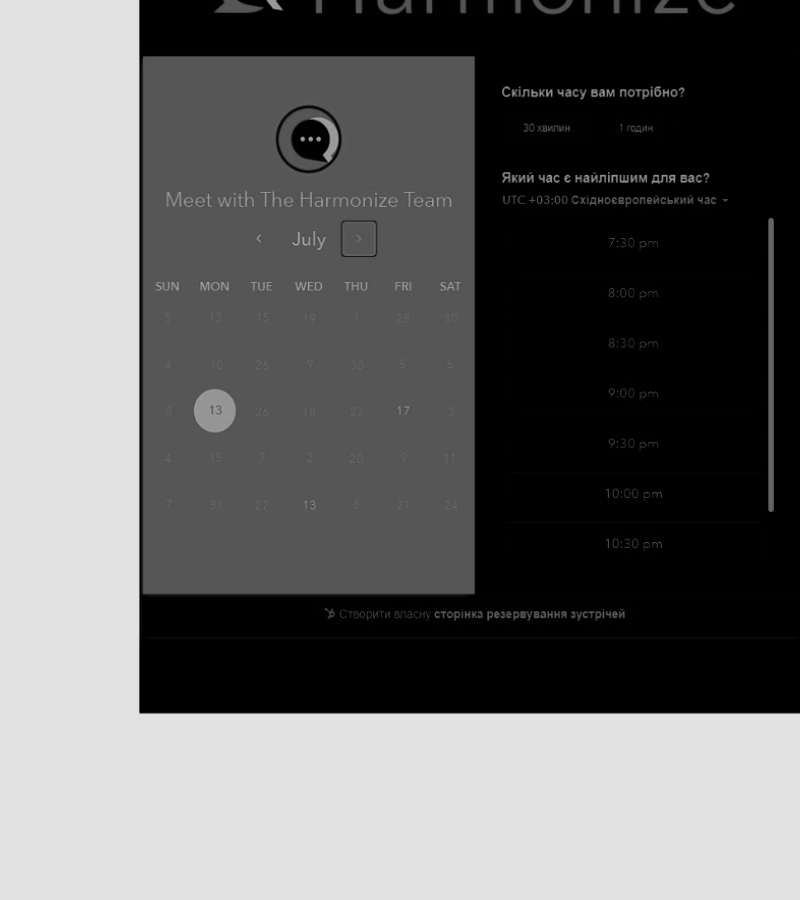 Harmonize
Meet with The Harmonize Team
July
SUN MON TUE WED THU FRI SAT
5 13 15 19 1 28 30
4 10 26 9 30 5 6
8 13 26 18 22 17 3
4 15 7 2 20 9 11
7 31 27 13 8 21 24
Скільки часу вам потрібно?
30 хвилин 1 годин
Який час є найліпшим для вас?
UTC +03:00 Східноєвропейський час
7:30 pm
8:00 pm
8:30 pm
9:00 pm
9:30 pm
10:00 pm
10:30 pm
Створити власну сторінка резервування зустрічей